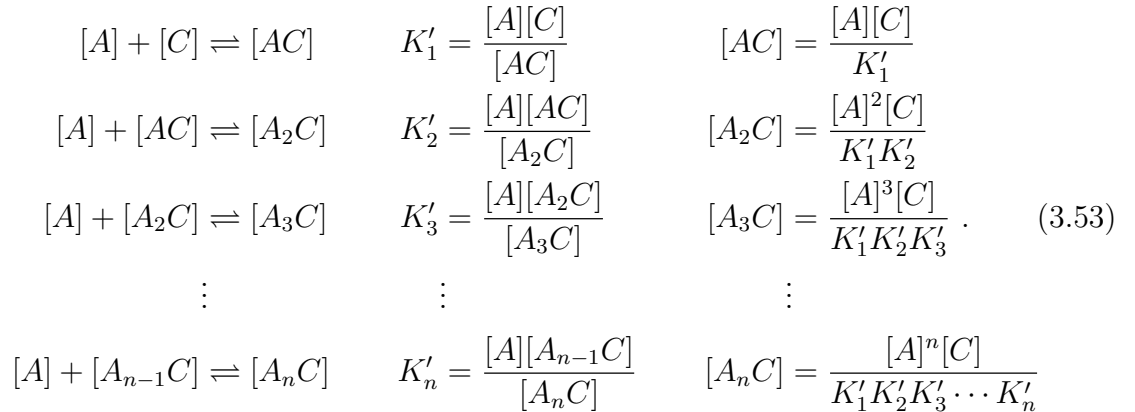 [A] + [C] ⇌ [AC]    K′₁ = [A][C] / [AC]    [AC] = [A][C] / K′₁
[A] + [AC] ⇌ [A₂C]    K′₂ = [A][AC] / [A₂C]    [A₂C] = [A]²[C] / K′₁K′₂
[A] + [A₂C] ⇌ [A₃C]    K′₃ = [A][A₂C] / [A₃C]    [A₃C] = [A]³[C] / K′₁K′₂K′₃ .    (3.53)
⋮    ⋮    ⋮
[A] + [Aₙ₋₁C] ⇌ [AₙC]    K′ₙ = [A][Aₙ₋₁C] / [AₙC]    [AₙC] = [A]ⁿ[C] / K′₁K′₂K′₃ ⋯ K′ₙ